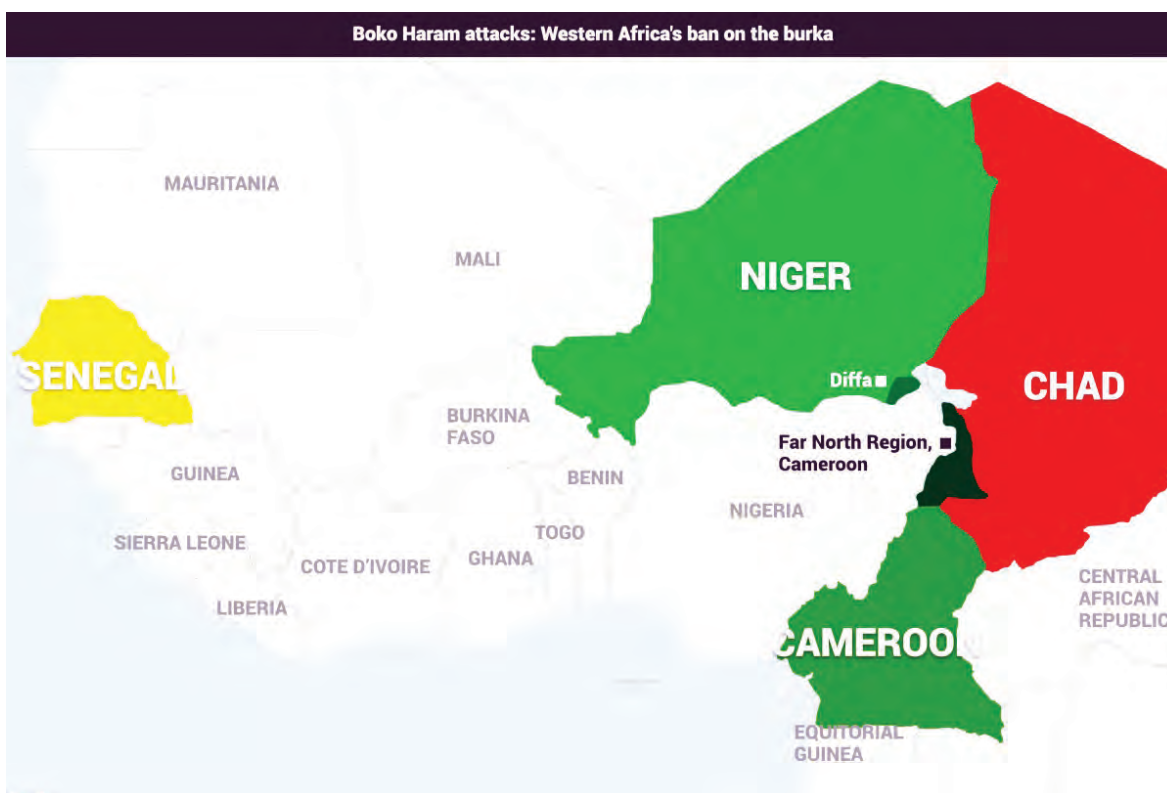 Boko Haram attacks: Western Africa's ban on the burka
MAURITANIA
MALI
NIGER
SENEGAL
Diffa
CHAD
BURKINA
FASO
Far North Region,
Cameroon
GUINEA
BENIN
NIGERIA
SIERRA LEONE
TOGO
COTE D'IVOIRE
GHANA
LIBERIA
CENTRAL
AFRICAN
REPUBLIC
CAMEROON
EQUITORIAL
GUINEA